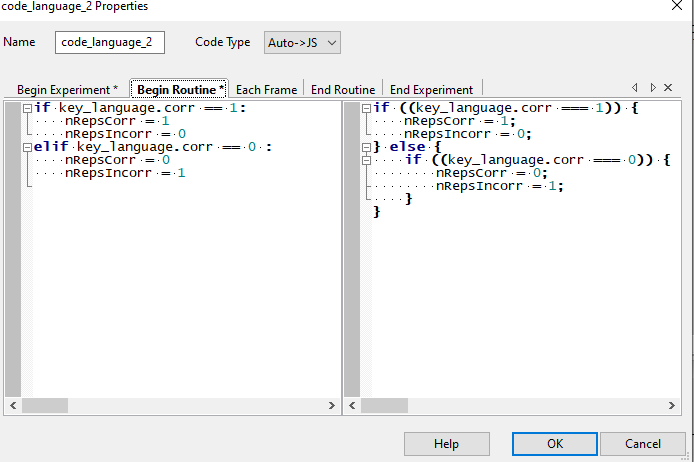 code_language_2 Properties
Name code_language_2 Code Type Auto->JS
Begin Experiment * Begin Routine * Each Frame End Routine End Experiment
if key_language.corr == 1:
nRepsCorr = 1
nRepsIncorr = 0
elif key_language.corr == 0 :
nRepsCorr = 0
nRepsIncorr = 1
if ((key_language.corr === 1)) {
nRepsCorr = 1;
nRepsIncorr = 0;
} else {
if ((key_language.corr === 0)) {
nRepsCorr = 0;
nRepsIncorr = 1;
}
}
Help OK Cancel